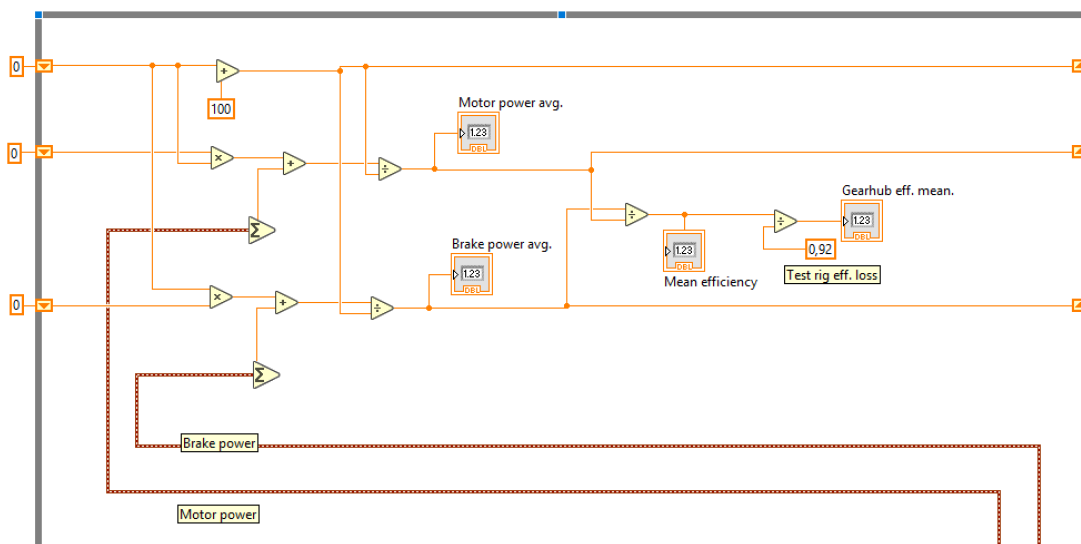 0
+
100
Motor power avg.
1.23
DBL
0
×
+
÷
Gearhub eff. mean.
÷
÷
1.23
DBL
Σ
0,92
1.23
DBL
Brake power avg.
1.23
DBL
Test rig eff. loss
Mean efficiency
0
×
+
÷
Σ
Brake power
Motor power